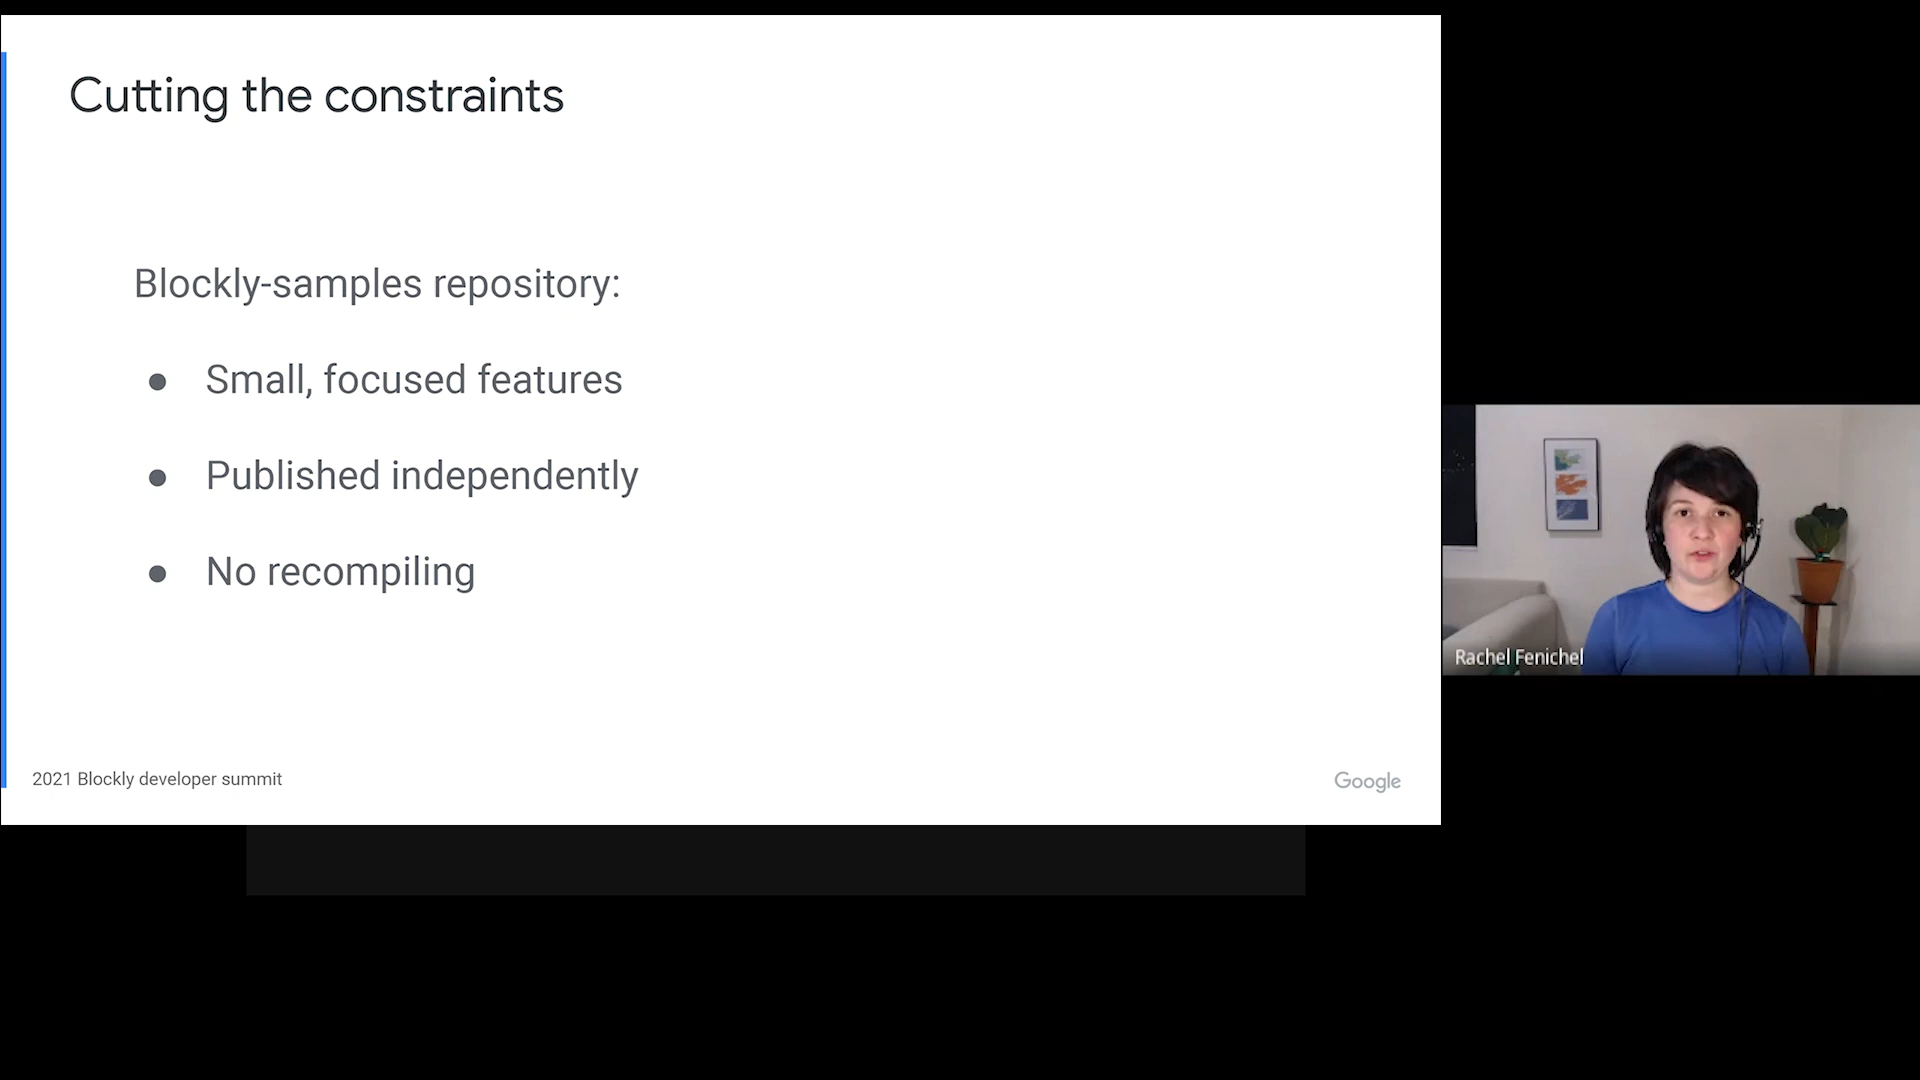 Cutting the constraints
Blockly-samples repository:
● Small, focused features
● Published independently
● No recompiling
2021 Blockly developer summit
Google
Rachel Fenichel